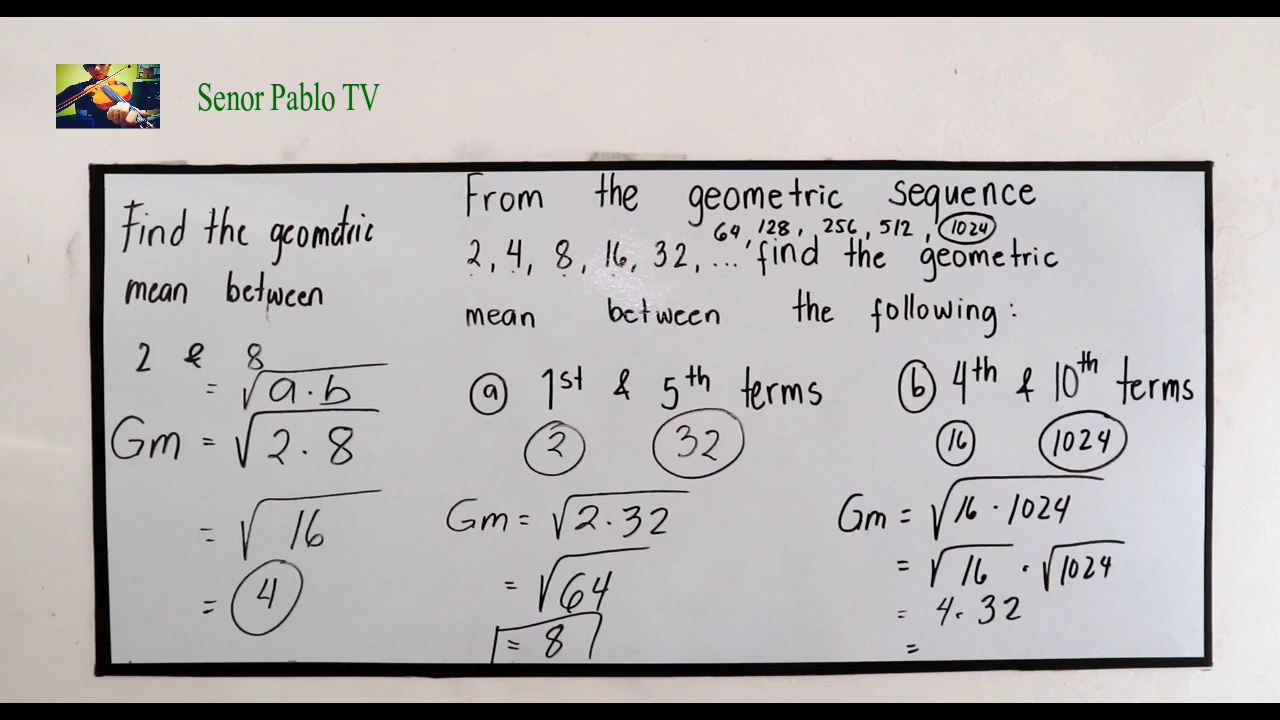 Senor Pablo TV
Find the geometric
mean between
2 & 8
= √a·b
Gm = √2·8
= √16
= 4
From the geometric sequence
64, 128, 256, 512, 1024
2, 4, 8, 16, 32, ... find the geometric
mean between the following:
ⓐ 1st & 5th terms
2 32
Gm = √2·32
= √64
= 8
ⓑ 4th & 10th terms
16 1024
Gm = √16·1024
= √16 · √1024
= 4·32
=